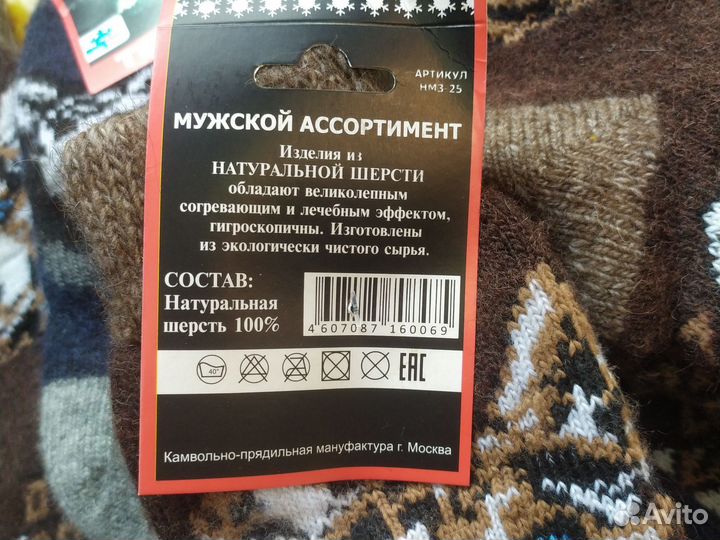 АРТИКУЛ
НМЗ-25
МУЖСКОЙ АССОРТИМЕНТ
Изделия из
НАТУРАЛЬНОЙ ШЕРСТИ
обладают великолепным
согревающим и лечебным эффектом,
гигроскопичны. Изготовлены
из экологически чистого сырья.
СОСТАВ:
Натуральная
шерсть 100%
4 607087 160069
40°
EAC
Камвольно-прядильная мануфактура г. Москва
Avito